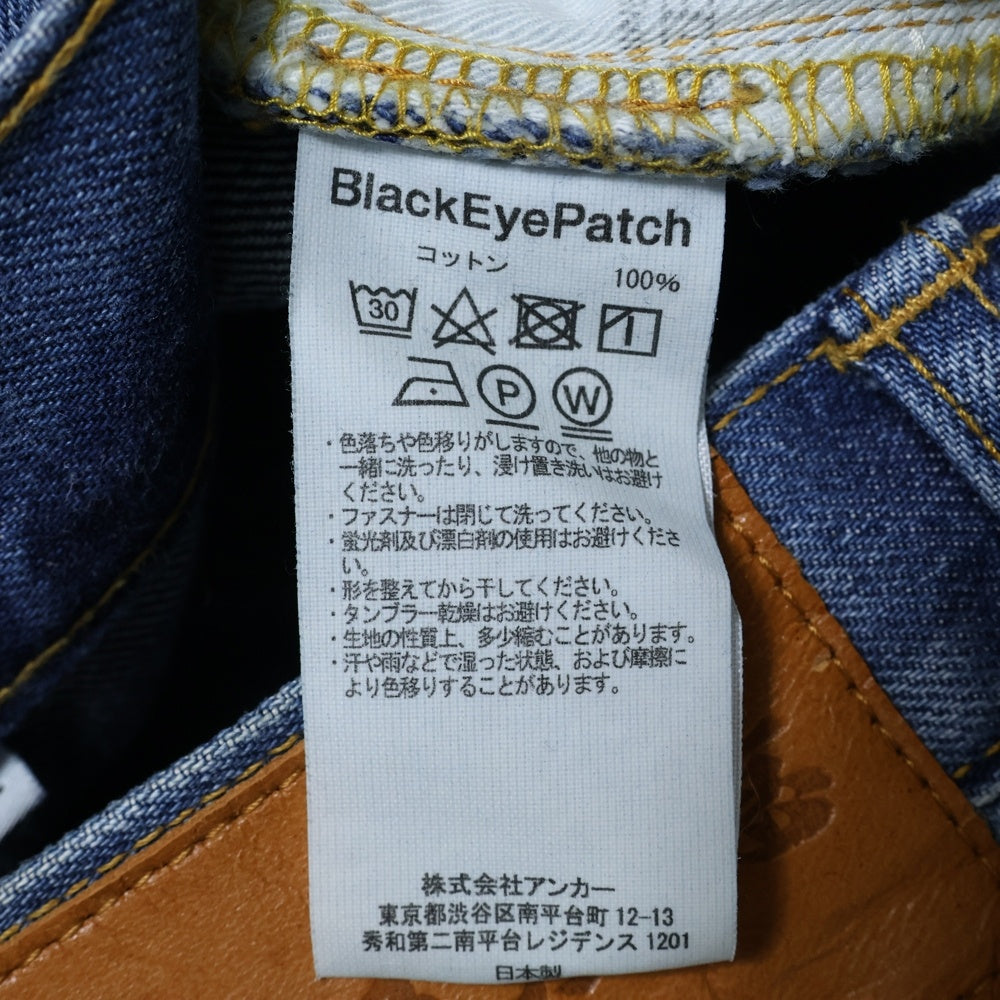 BlackEyePatch
コットン 100%
30
P W
・色落ちや色移りがしますので、他の物と
一緒に洗ったり、浸け置き洗いはお避け
ください。
・ファスナーは閉じて洗ってください。
・蛍光剤及び漂白剤の使用はお避けくださ
い。
・形を整えてから干してください。
・タンブラー乾燥はお避けください。
・生地の性質上、多少縮むことがあります。
・汗や雨などで湿った状態、および摩擦に
より色移りすることがあります。
株式会社アンカー
東京都渋谷区南平台町 12-13
秀和第二南平台レジデンス 1201
日本製